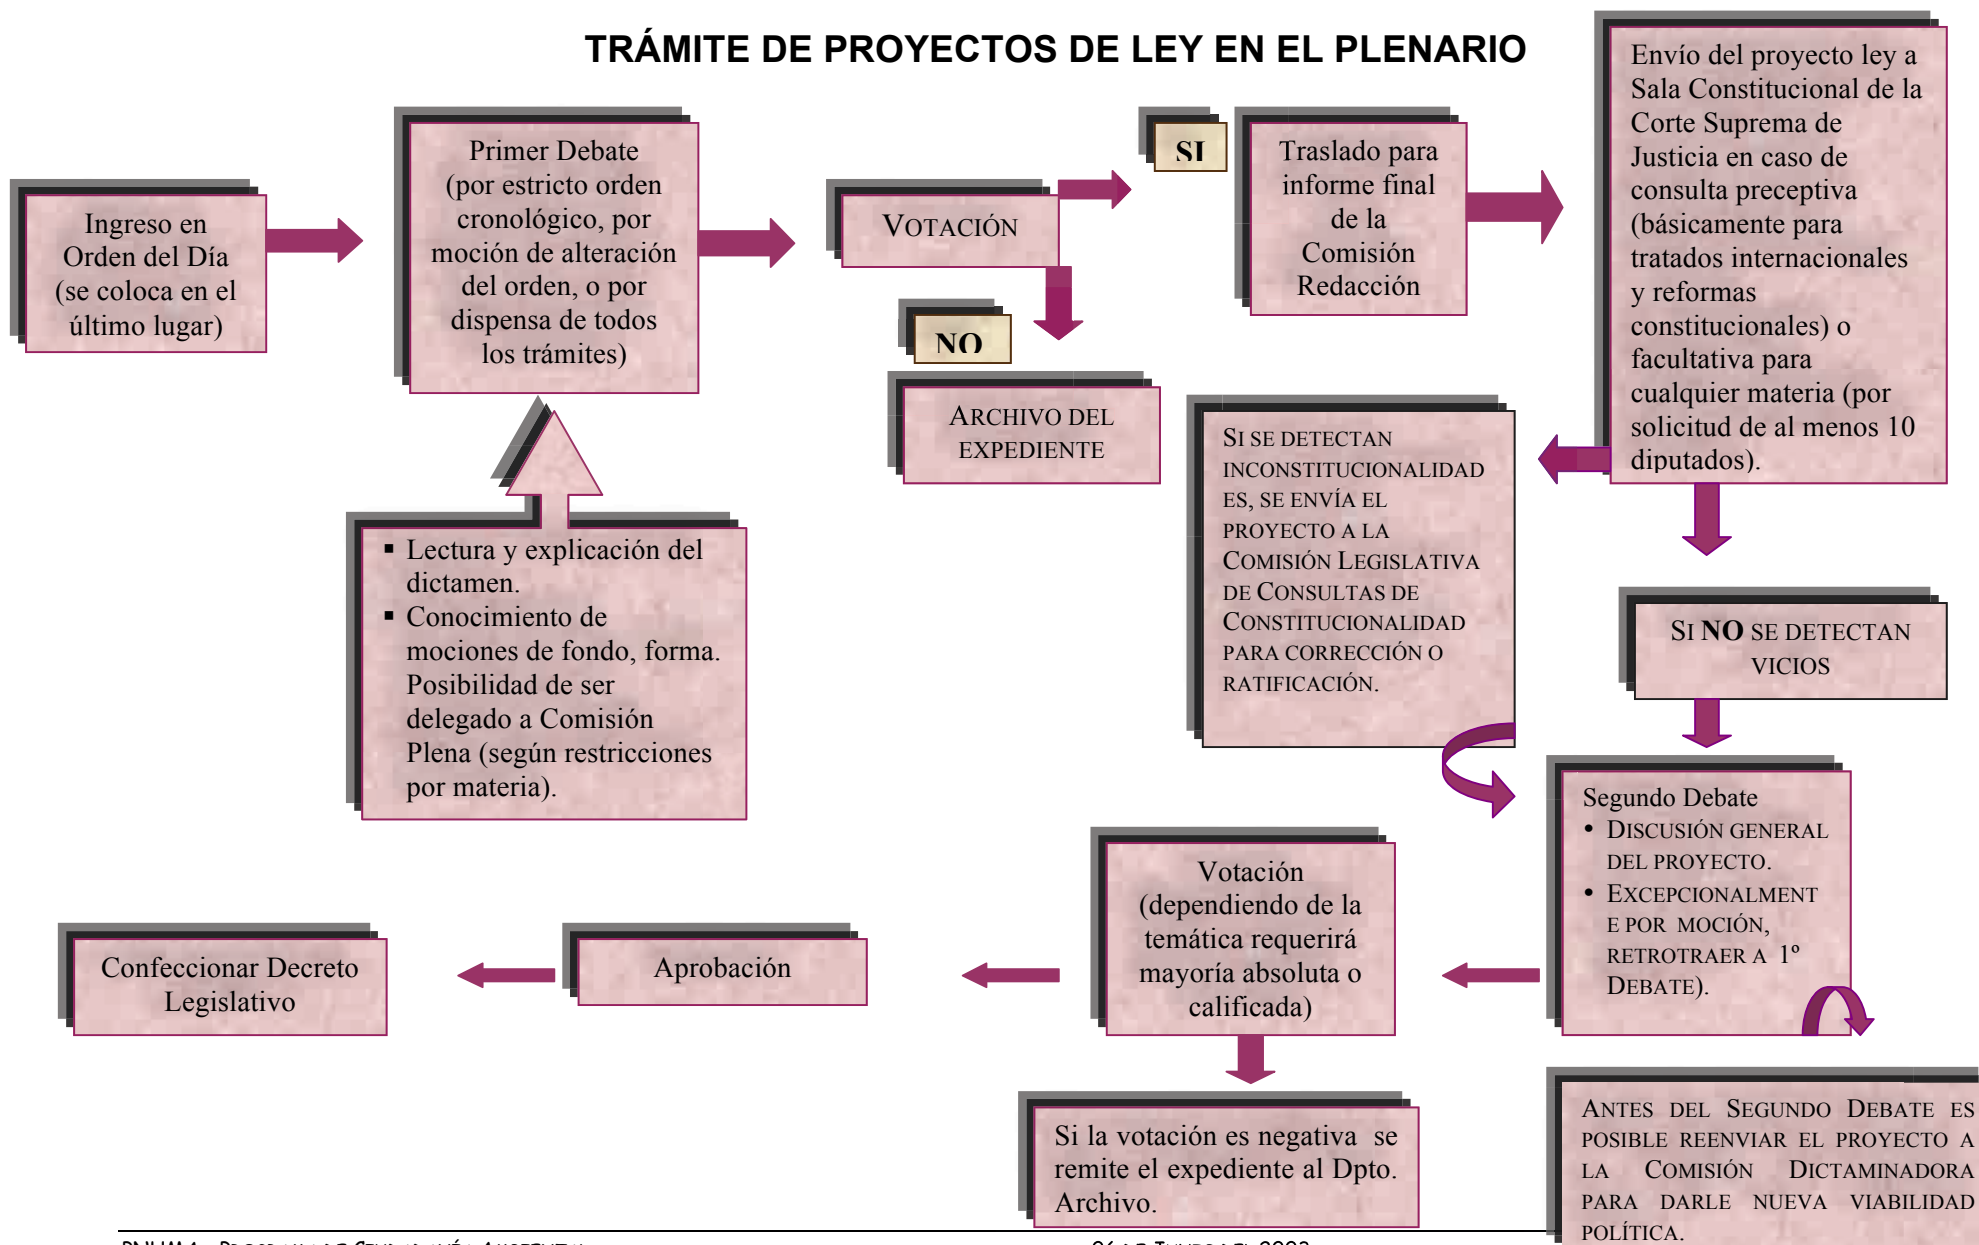 TRÁMITE DE PROYECTOS DE LEY EN EL PLENARIO
Ingreso en
Orden del Día
(se coloca en el
último lugar)
Primer Debate
(por estricto orden
cronológico, por
moción de alteración
del orden, o por
dispensa de todos
los trámites)
VOTACIÓN
SI
NO
ARCHIVO DEL
EXPEDIENTE
Traslado para
informe final
de la
Comisión
Redacción
Envío del proyecto ley a
Sala Constitucional de la
Corte Suprema de
Justicia en caso de
consulta preceptiva
(básicamente para
tratados internacionales
y reformas
constitucionales) o
facultativa para
cualquier materia (por
solicitud de al menos 10
diputados).
▪ Lectura y explicación del
dictamen.
▪ Conocimiento de
mociones de fondo, forma.
Posibilidad de ser
delegado a Comisión
Plena (según restricciones
por materia).
SI SE DETECTAN
INCONSTITUCIONALIDAD
ES, SE ENVÍA EL
PROYECTO A LA
COMISIÓN LEGISLATIVA
DE CONSULTAS DE
CONSTITUCIONALIDAD
PARA CORRECCIÓN O
RATIFICACIÓN.
SI NO SE DETECTAN
VICIOS
Segundo Debate
• DISCUSIÓN GENERAL
DEL PROYECTO.
• EXCEPCIONALMENT
E POR MOCIÓN,
RETROTRAER A 1º
DEBATE).
ANTES DEL SEGUNDO DEBATE ES
POSIBLE REENVIAR EL PROYECTO A
LA COMISIÓN DICTAMINADORA
PARA DARLE NUEVA VIABILIDAD
POLÍTICA.
Votación
(dependiendo de la
temática requerirá
mayoría absoluta o
calificada)
Si la votación es negativa se
remite el expediente al Dpto.
Archivo.
Aprobación
Confeccionar Decreto
Legislativo